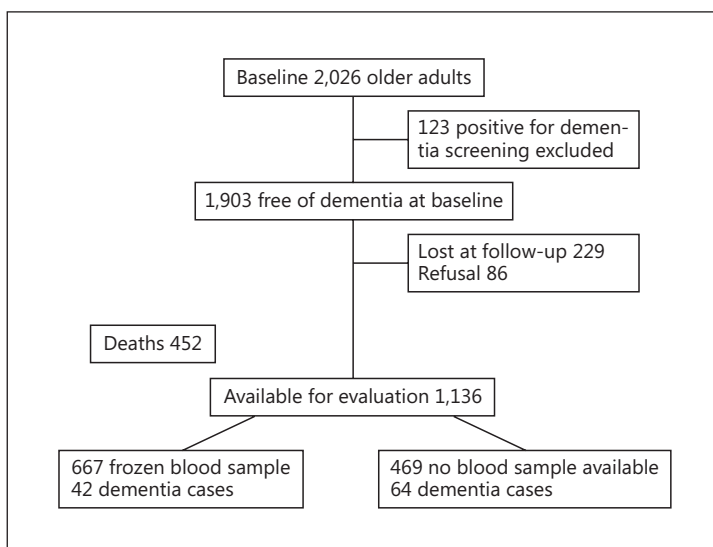 Baseline 2,026 older adults
123 positive for demen-
tia screening excluded
1,903 free of dementia at baseline
Lost at follow-up 229
Refusal 86
Deaths 452
Available for evaluation 1,136
667 frozen blood sample
42 dementia cases
469 no blood sample available
64 dementia cases